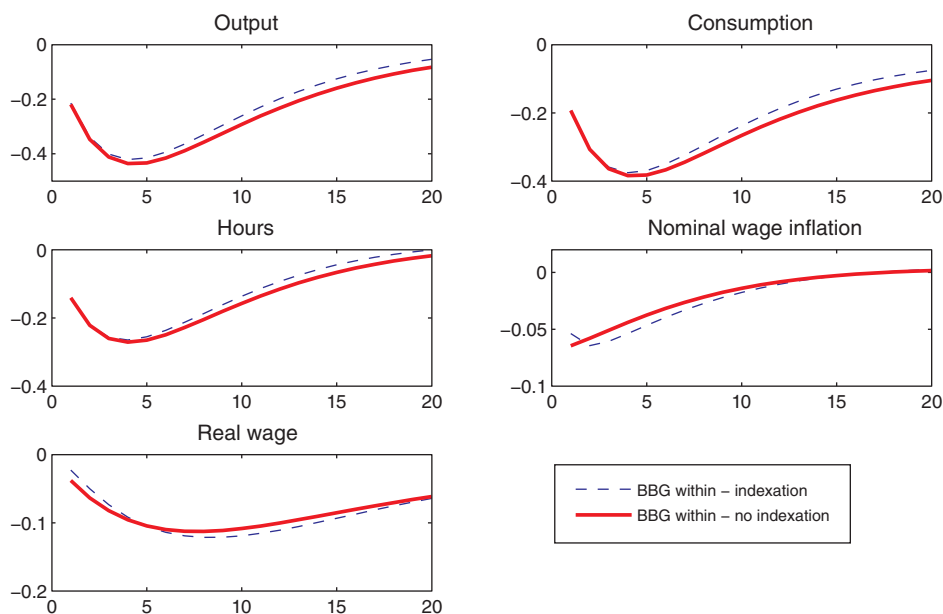 Output
0
−0.2
−0.4
0 5 10 15 20
Consumption
0
−0.2
−0.4
0 5 10 15 20
Hours
0
−0.2
−0.4
0 5 10 15 20
Nominal wage inflation
0
−0.05
−0.1
0 5 10 15 20
Real wage
0
−0.1
−0.2
0 5 10 15 20
BBG within − indexation
BBG within − no indexation